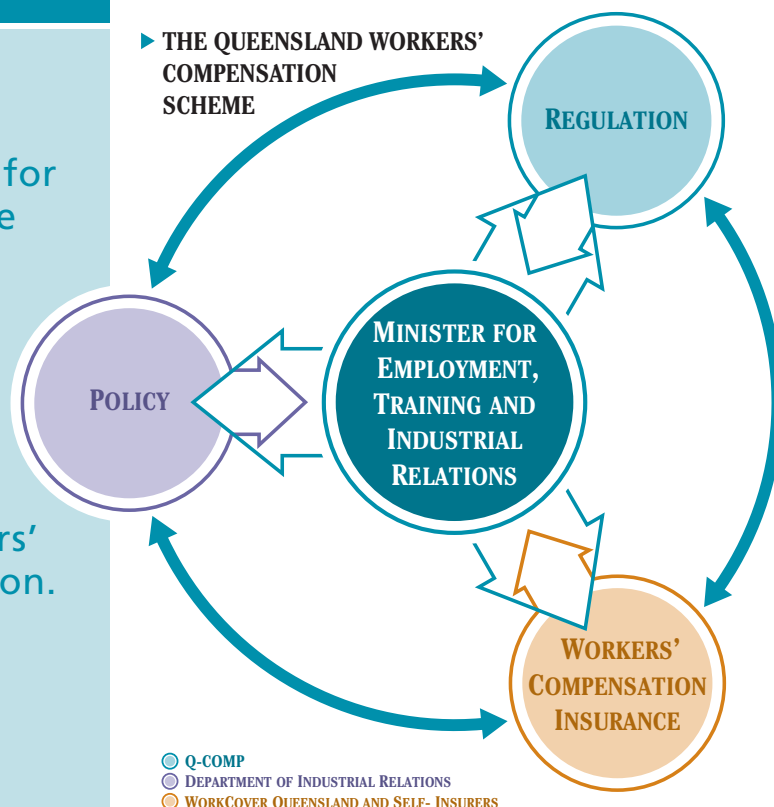 THE QUEENSLAND WORKERS'
COMPENSATION
SCHEME
for
e
rs'
on.
REGULATION
MINISTER FOR
EMPLOYMENT,
TRAINING AND
INDUSTRIAL
RELATIONS
POLICY
WORKERS'
COMPENSATION
INSURANCE
Q-COMP
DEPARTMENT OF INDUSTRIAL RELATIONS
WORKCOVER QUEENSLAND AND SELF- INSURERS